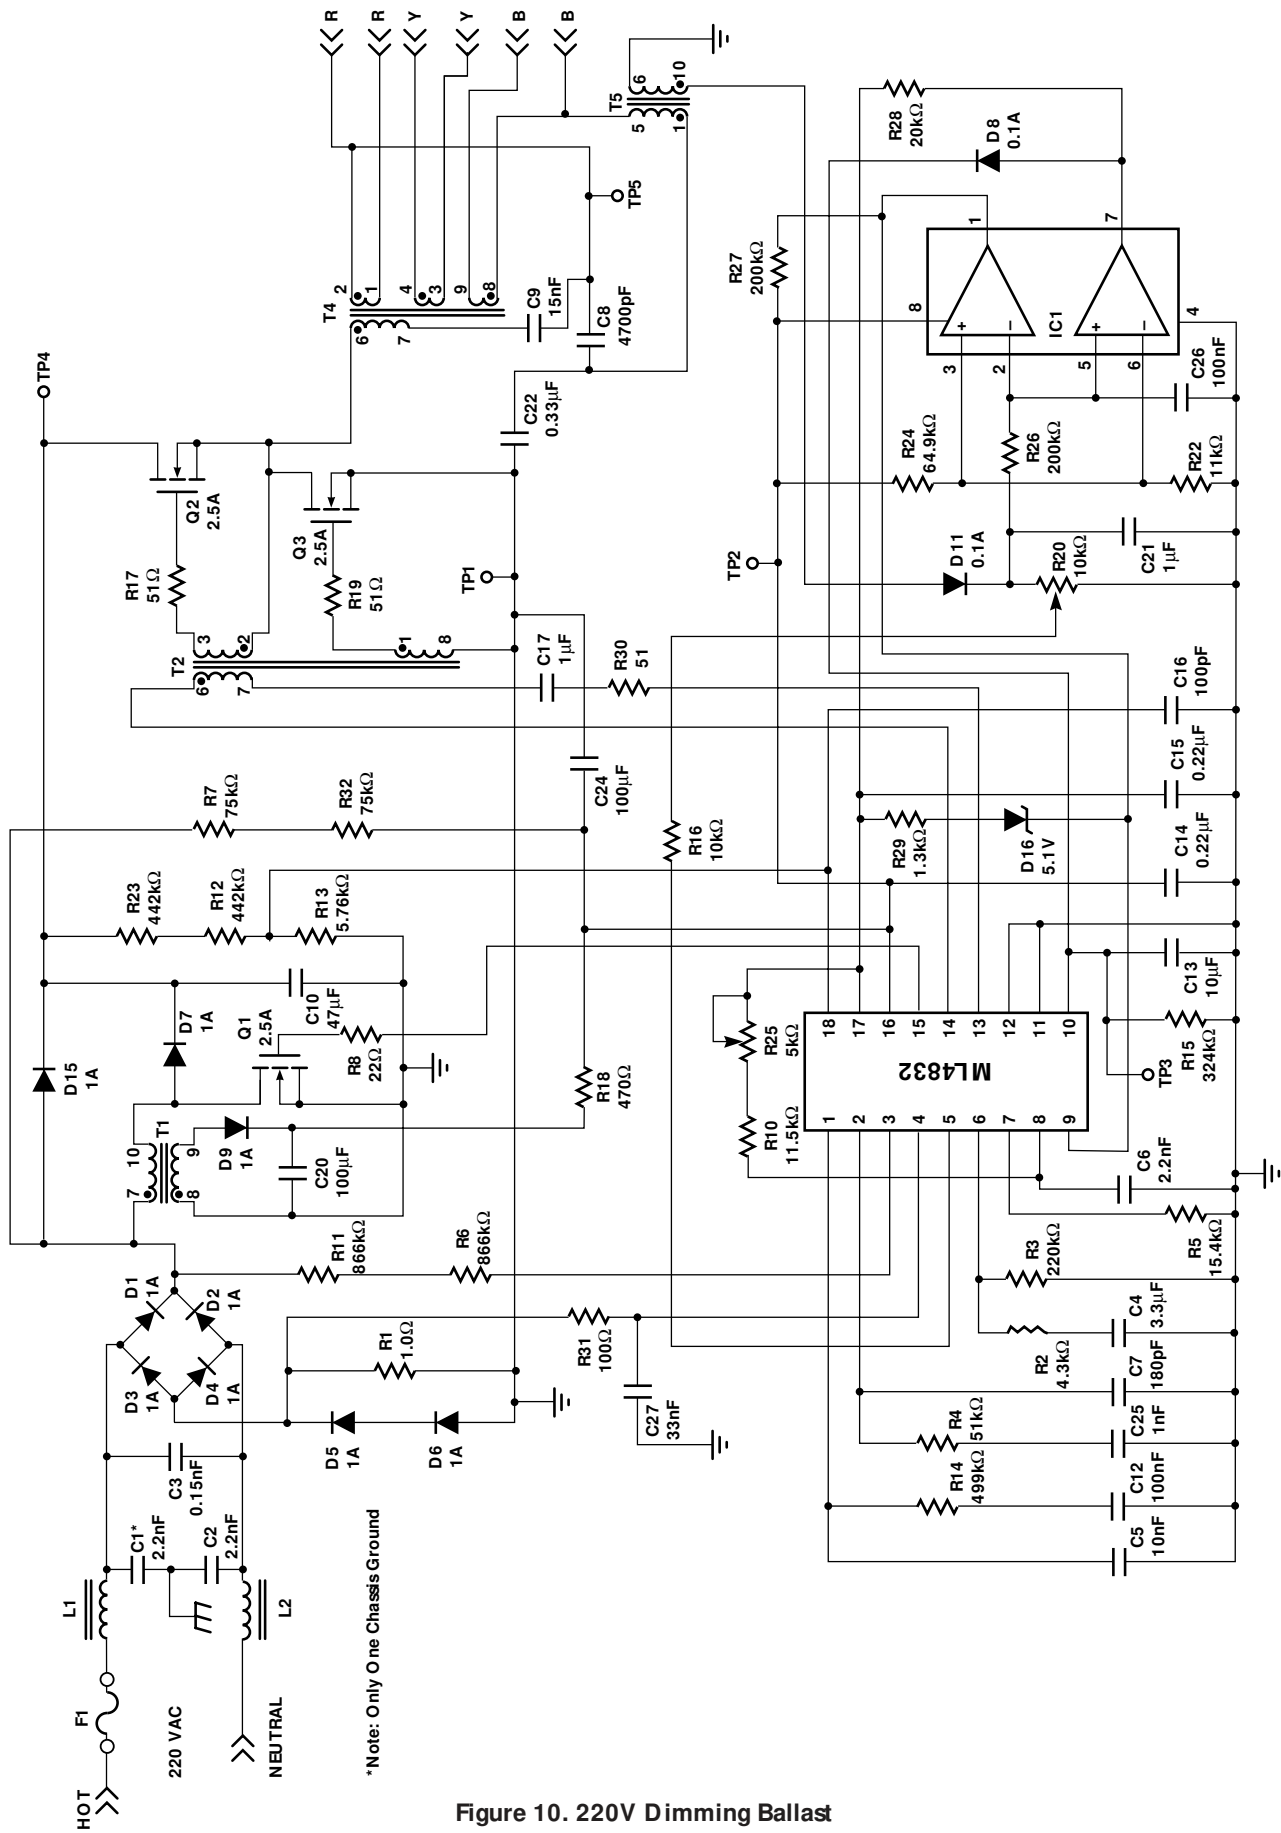 HOT
F1
220 VAC
NEUTRAL
L1
L2
C1*
2.2nF
C2
2.2nF
C3
0.15nF
D1
1A
D2
1A
D3
1A
D4
1A
*Note: Only One Chassis Ground
D5
1A
D6
1A
R1
1.0Ω
R31
100Ω
C27
33nF
R11
866kΩ
R6
866kΩ
T1
7
10
8
9
D9
1A
C20
100µF
D15
1A
D7
1A
Q1
2.5A
R8
22Ω
C10
47µF
R18
470Ω
R23
442kΩ
R12
442kΩ
R13
5.76kΩ
R7
75kΩ
R32
75kΩ
C24
100µF
T2
6
7
3
2
1
8
R17
51Ω
R19
51Ω
Q2
2.5A
Q3
2.5A
TP1
TP4
C17
1µF
R30
51
C22
0.33µF
T4
6
7
2
1
4
3
9
8
C9
15nF
C8
4700pF
TP5
R
R
Y
Y
B
B
T5
5
1
6
10
R16
10kΩ
R25
5kΩ
R10
11.5kΩ
ML4832
1
2
3
4
5
6
7
8
9
18
17
16
15
14
13
12
11
10
C5
10nF
R14
499kΩ
C12
100nF
R4
51kΩ
C25
1nF
C7
180pF
R2
4.3kΩ
C4
3.3µF
R3
220kΩ
R5
15.4kΩ
C6
2.2nF
TP3
R15
324kΩ
C13
10µF
R29
1.3kΩ
D16
5.1V
C14
0.22µF
C15
0.22µF
C16
100pF
TP2
D11
0.1A
R20
10kΩ
C21
1µF
R24
64.9kΩ
R26
200kΩ
R22
11kΩ
C26
100nF
R27
200kΩ
IC1
8
3
+
2
−
5
+
6
−
4
1
7
D8
0.1A
R28
20kΩ
Figure 10. 220V Dimming Ballast